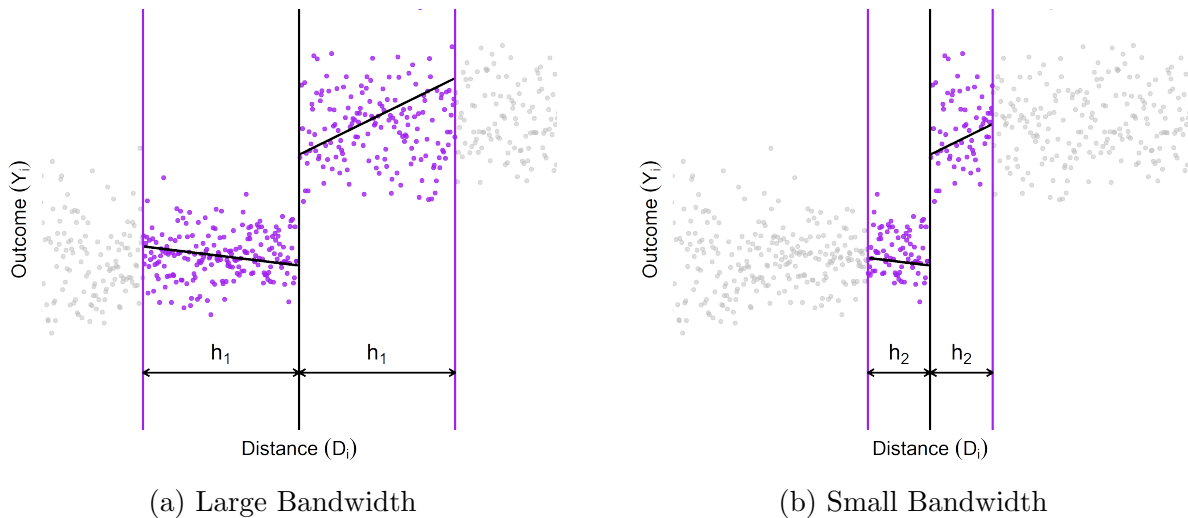 Outcome (Yᵢ)
h₁
h₁
Distance (Dᵢ)
(a) Large Bandwidth
Outcome (Yᵢ)
h₂
h₂
Distance (Dᵢ)
(b) Small Bandwidth